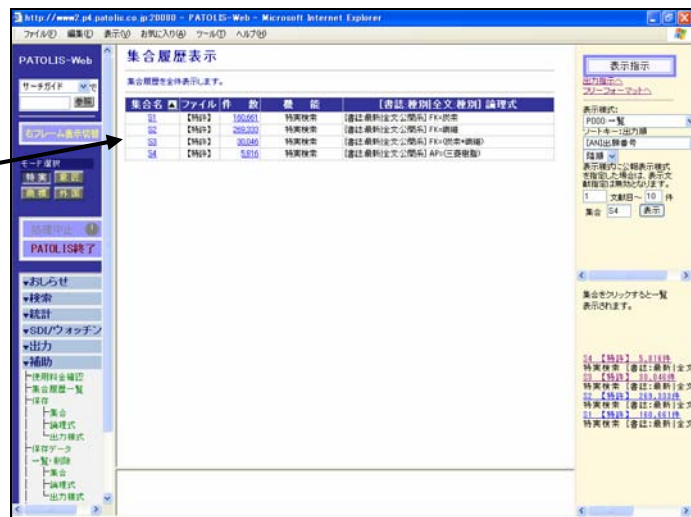 http://www2.p4.patolis.co.jp:20080 - PATOLIS-Web - Microsoft Internet Explorer
ファイル(F) 編集(E) 表示(V) お気に入り(A) ツール(T) ヘルプ(H)
PATOLIS-Web
サーチガイド で
参照
右フレーム表示切替
モード選択
特実 意匠
商標 外国
処理中止
PATOLIS終了
▼おしらせ
▼検索
▼統計
▼SDI/ウォッチン
▼出力
▼補助
使用料金確認
集合履歴一覧
保存
集合
論理式
出力様式
保存データ
一覧・削除
集合
論理式
出力様式
集合履歴表示
集合履歴を全件表示します。
集合名 ファイル 件 数 機 能 【書誌:種別|全文:種別】論理式
S1 【特許】 160,661 特実検索 [書誌:最新|全文:公開系] FK=炭素
S2 【特許】 269,333 特実検索 [書誌:最新|全文:公開系] FK=繊維
S3 【特許】 30,046 特実検索 [書誌:最新|全文:公開系] FK=(炭素*繊維)
S4 【特許】 5,816 特実検索 [書誌:最新|全文:公開系] AP=(三菱樹脂)
表示指示
出力指示へ
フリーフォーマットへ
表示様式:
P000:一覧
ソートキー:出力順
[AN]出願番号
降順
表示様式に公報表示様式
を指定した場合は、表示文
献指定は無効となります。
1 文献目~ 10 件
集合 S4 表示
集合をクリックすると一覧
表示されます。
S4 【特許】 5,816件
特実検索 [書誌:最新|全文
S3 【特許】 30,046件
特実検索 [書誌:最新|全文
S2 【特許】 269,333件
特実検索 [書誌:最新|全文
S1 【特許】 160,661件
特実検索 [書誌:最新|全文